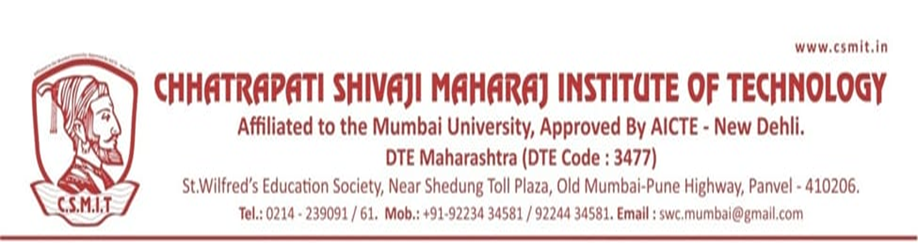 www.csmit.in
CHHATRAPATI SHIVAJI MAHARAJ INSTITUTE OF TECHNOLOGY
Affiliated to the Mumbai University, Approved By AICTE - New Dehli.
DTE Maharashtra (DTE Code : 3477)
St.Wilfred's Education Society, Near Shedung Toll Plaza, Old Mumbai-Pune Highway, Panvel - 410206.
Tel.: 0214 - 239091 / 61. Mob.: +91-92234 34581 / 92244 34581. Email : swc.mumbai@gmail.com
C.S.M.I.T